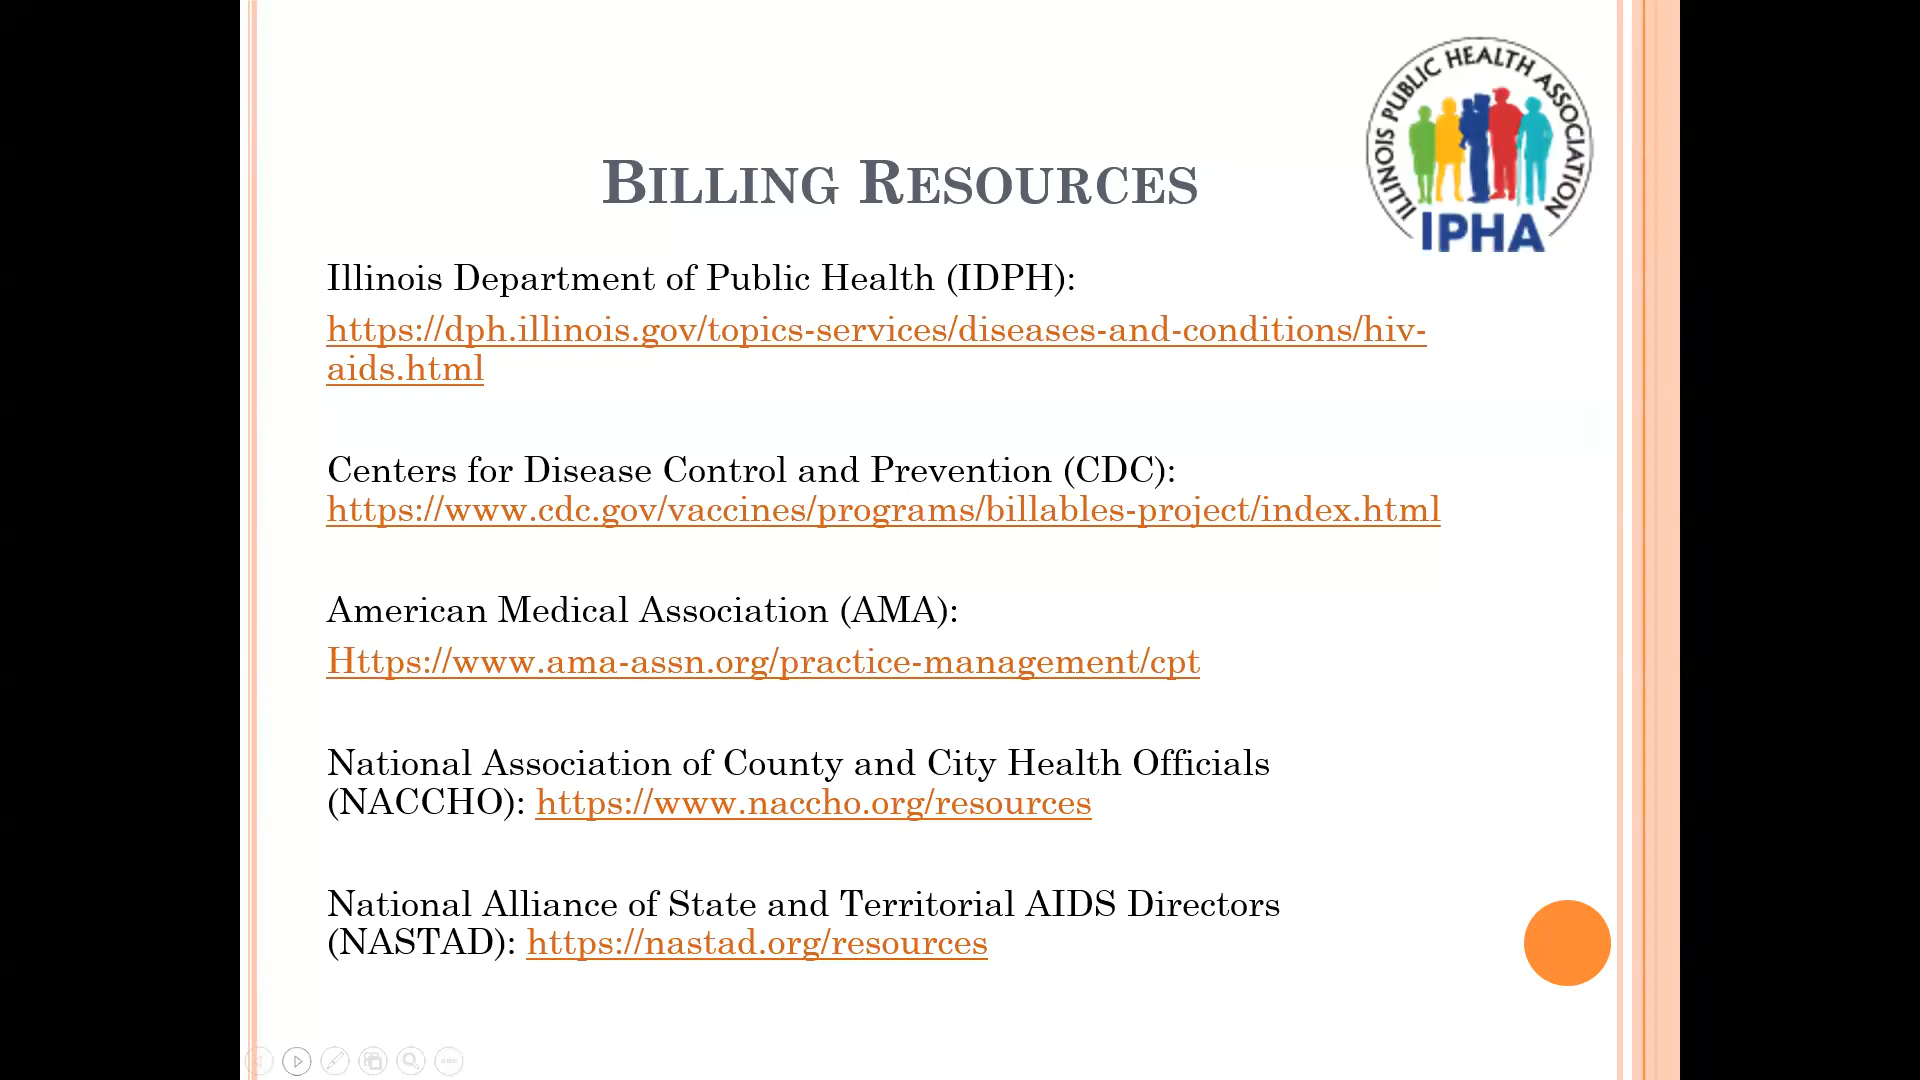 ILLINOIS PUBLIC HEALTH ASSOCIATION
IPHA
BILLING RESOURCES
Illinois Department of Public Health (IDPH):
https://dph.illinois.gov/topics-services/diseases-and-conditions/hiv-
aids.html
Centers for Disease Control and Prevention (CDC):
https://www.cdc.gov/vaccines/programs/billables-project/index.html
American Medical Association (AMA):
Https://www.ama-assn.org/practice-management/cpt
National Association of County and City Health Officials
(NACCHO): https://www.naccho.org/resources
National Alliance of State and Territorial AIDS Directors
(NASTAD): https://nastad.org/resources